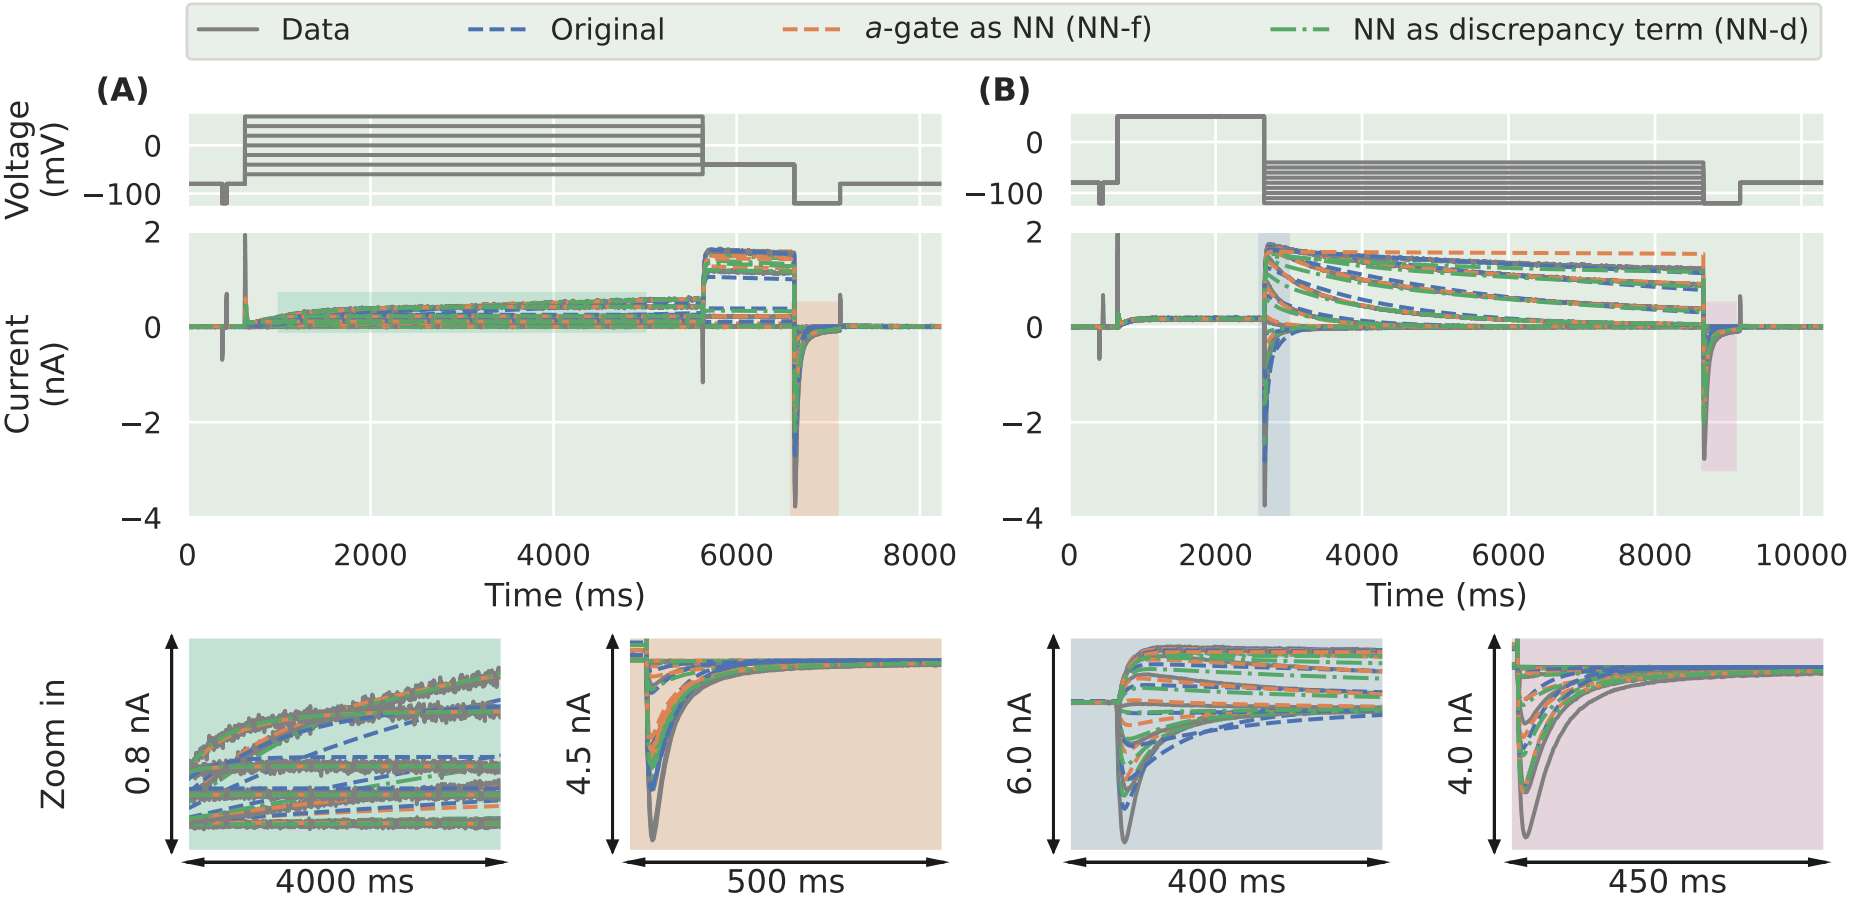 Data Original a-gate as NN (NN-f) NN as discrepancy term (NN-d)
(A) (B)
Voltage
(mV)
0
−100
0
−100
Current
(nA)
2
0
−2
−4
2
0
−2
−4
0 2000 4000 6000 8000
Time (ms)
0 2000 4000 6000 8000 10000
Time (ms)
Zoom in
0.8 nA
4000 ms
4.5 nA
500 ms
6.0 nA
400 ms
4.0 nA
450 ms